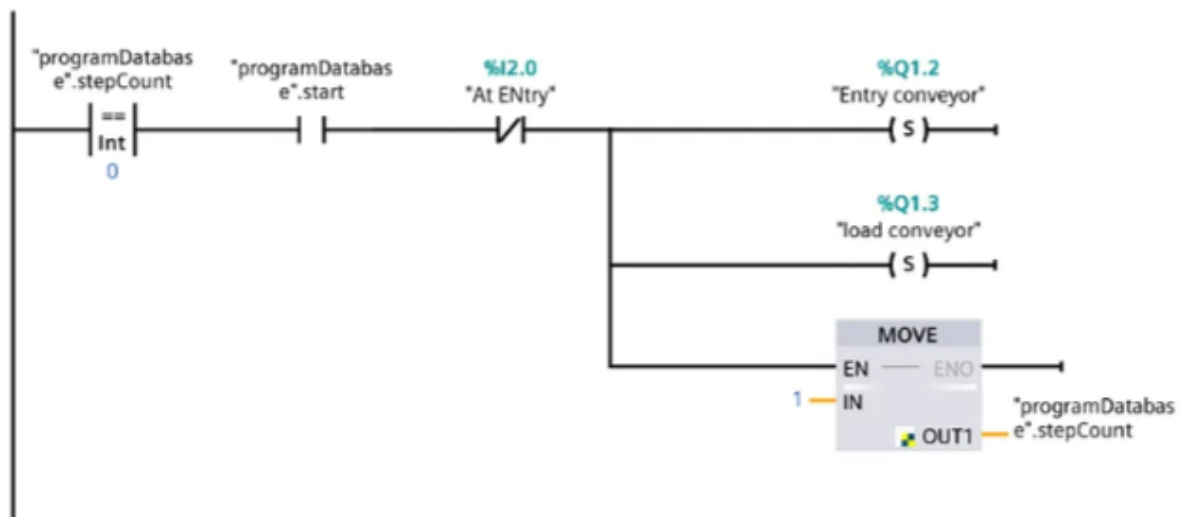 "programDatabas
e".stepCount
==
Int
0
"programDatabas
e".start
%I2.0
"At ENtry"
%Q1.2
"Entry conveyor"
S
%Q1.3
"load conveyor"
S
MOVE
EN
ENO
1
IN
OUT1
"programDatabas
e".stepCount